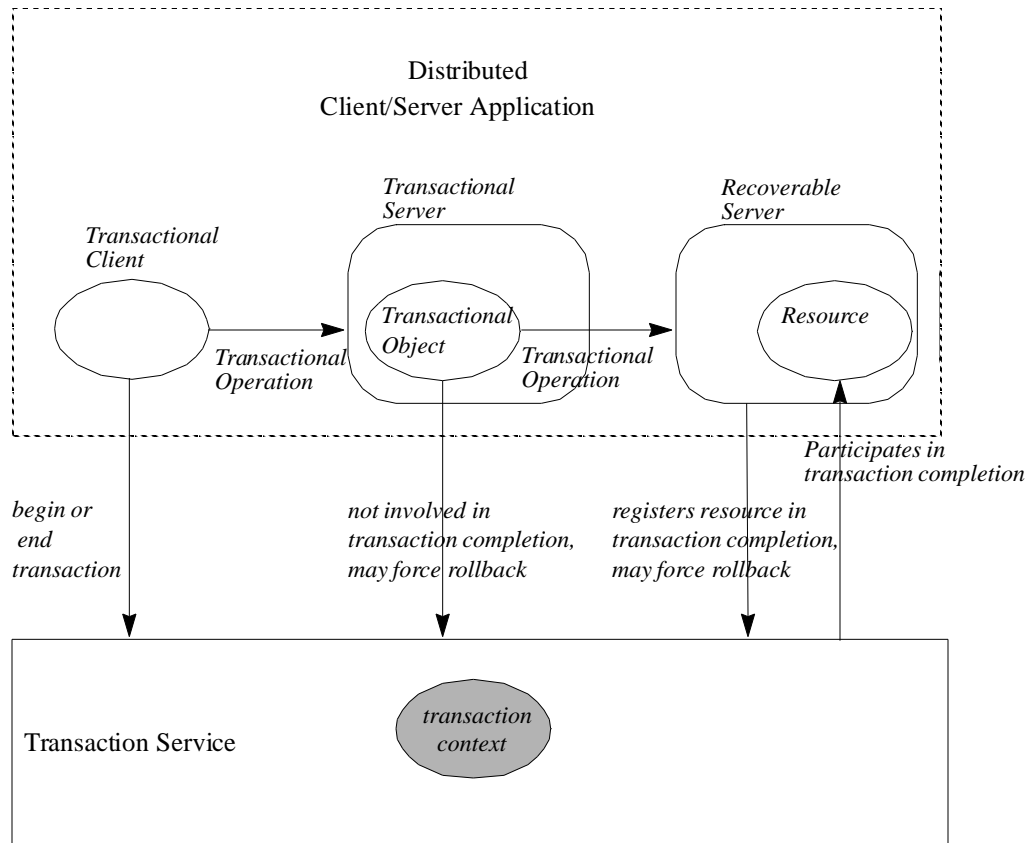 Distributed
Client/Server Application
Transactional
Client
Transactional
Server
Recoverable
Server
Transactional
Object
Resource
Transactional
Operation
Transactional
Operation
Participates in
transaction completion
begin or
end
transaction
not involved in
transaction completion,
may force rollback
registers resource in
transaction completion,
may force rollback
Transaction Service
transaction
context